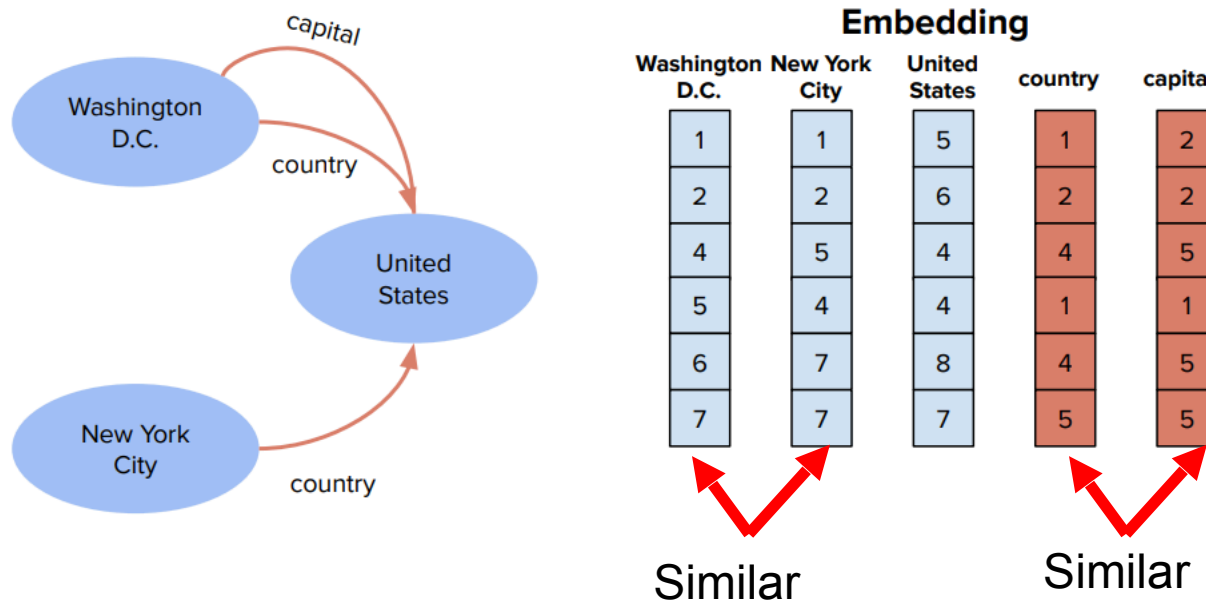 capital
Washington
D.C.
country
United
States
New York
City
country
Embedding
Washington
D.C.
New York
City
United
States
country
capita
1 1 5 1 2
2 2 6 2 2
4 5 4 4 5
5 4 4 1 1
6 7 8 4 5
7 7 7 5 5
Similar
Similar